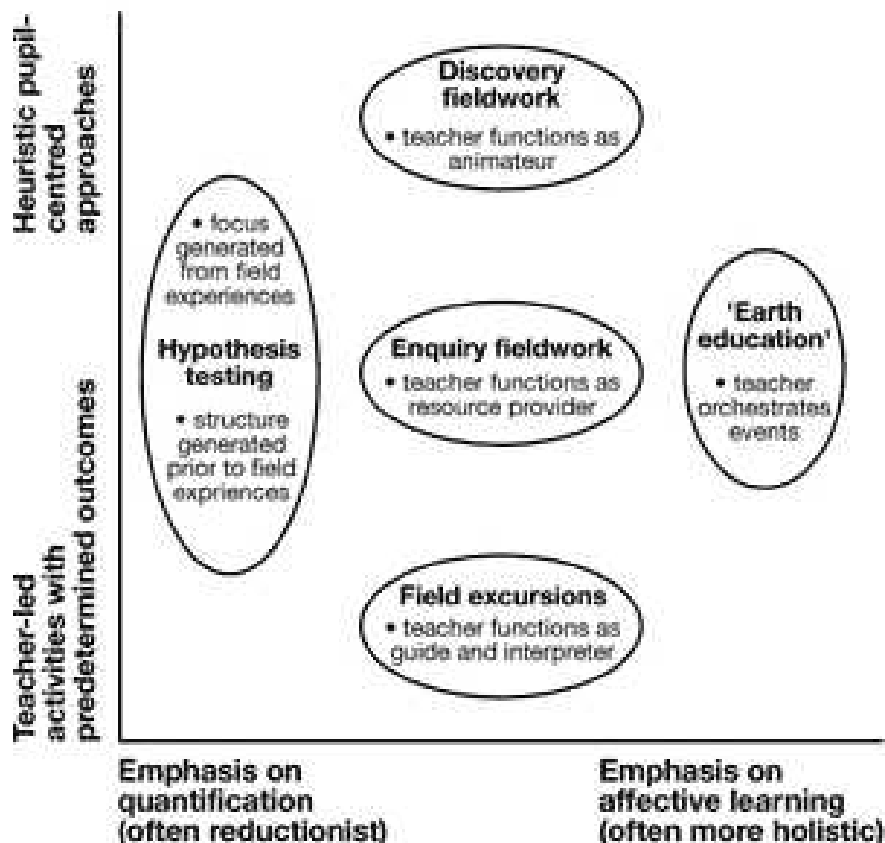 Heuristic pupil-
centred
approaches
Teacher-led
activities with
predetermined outcomes
Discovery
fieldwork
• teacher functions as
animateur
• focus
generated
from field
experiences
Hypothesis
testing
• structure
generated
prior to field
expriences
Enquiry fieldwork
• teacher functions as
resource provider
'Earth
education'
• teacher
orchestrates
events
Field excursions
• teacher functions as
guide and interpreter
Emphasis on
quantification
(often reductionist)
Emphasis on
affective learning
(often more holistic)